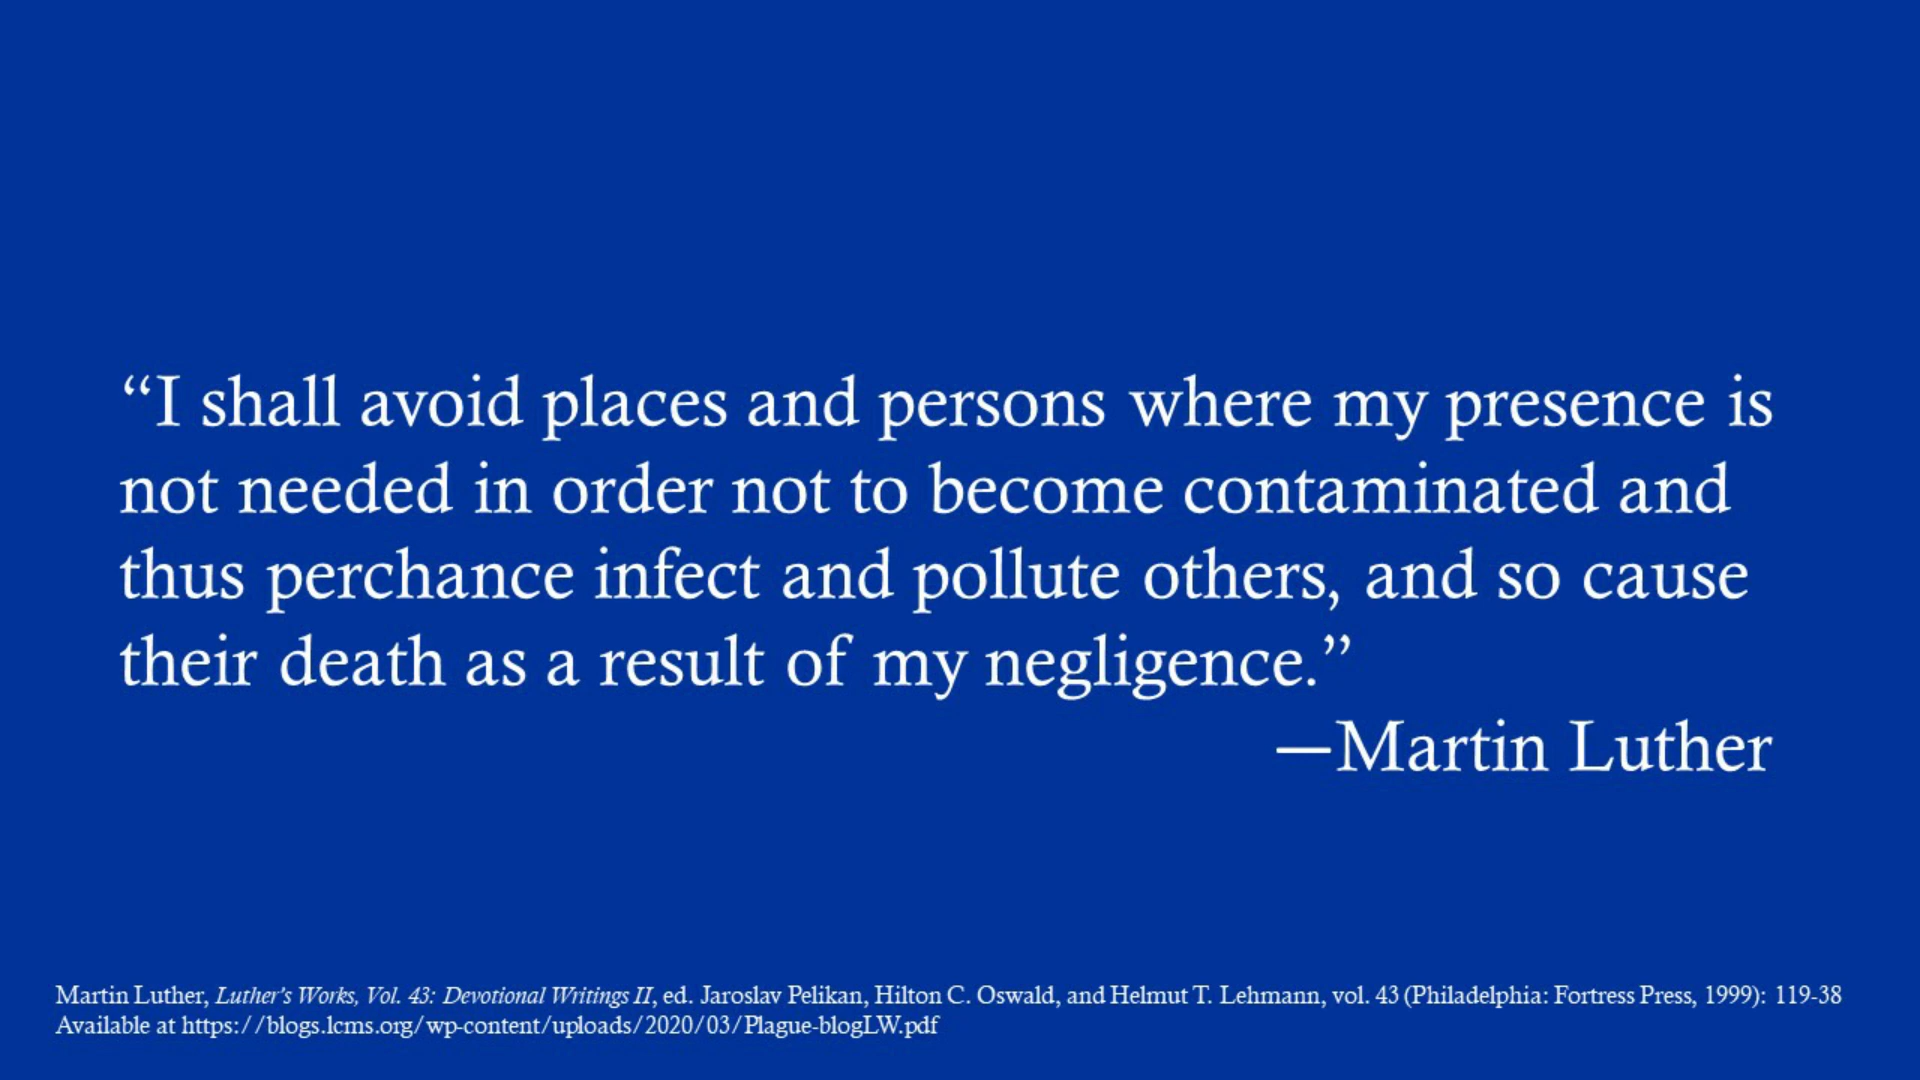 “I shall avoid places and persons where my presence is
not needed in order not to become contaminated and
thus perchance infect and pollute others, and so cause
their death as a result of my negligence.”
—Martin Luther
Martin Luther, Luther’s Works, Vol. 43: Devotional Writings II, ed. Jaroslav Pelikan, Hilton C. Oswald, and Helmut T. Lehmann, vol. 43 (Philadelphia: Fortress Press, 1999): 119-38
Available at https://blogs.lcms.org/wp-content/uploads/2020/03/Plague-blogLW.pdf